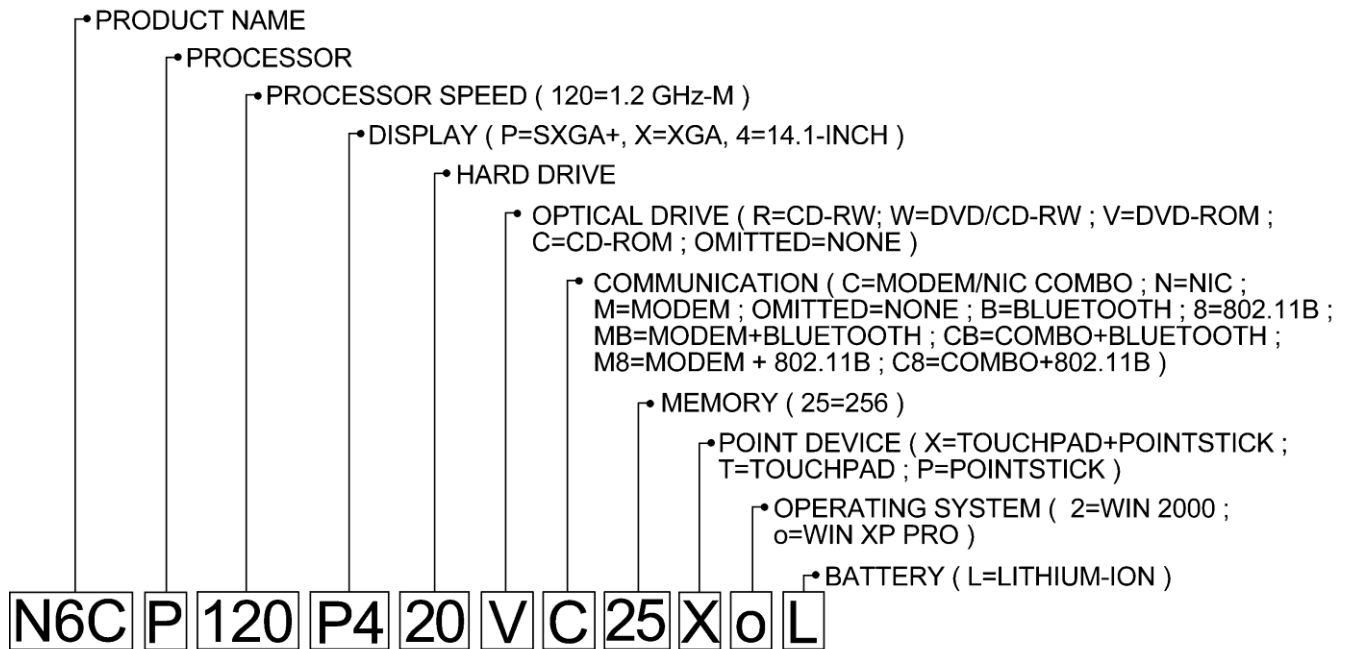 PRODUCT NAME
PROCESSOR
PROCESSOR SPEED ( 120=1.2 GHz-M )
DISPLAY ( P=SXGA+, X=XGA, 4=14.1-INCH )
HARD DRIVE
OPTICAL DRIVE ( R=CD-RW; W=DVD/CD-RW ; V=DVD-ROM ;
C=CD-ROM ; OMITTED=NONE )
COMMUNICATION ( C=MODEM/NIC COMBO ; N=NIC ;
M=MODEM ; OMITTED=NONE ; B=BLUETOOTH ; 8=802.11B ;
MB=MODEM+BLUETOOTH ; CB=COMBO+BLUETOOTH ;
M8=MODEM + 802.11B ; C8=COMBO+802.11B )
MEMORY ( 25=256 )
POINT DEVICE ( X=TOUCHPAD+POINTSTICK ;
T=TOUCHPAD ; P=POINTSTICK )
OPERATING SYSTEM ( 2=WIN 2000 ;
o=WIN XP PRO )
BATTERY ( L=LITHIUM-ION )
N6C P 120 P4 20 V C 25 X o L